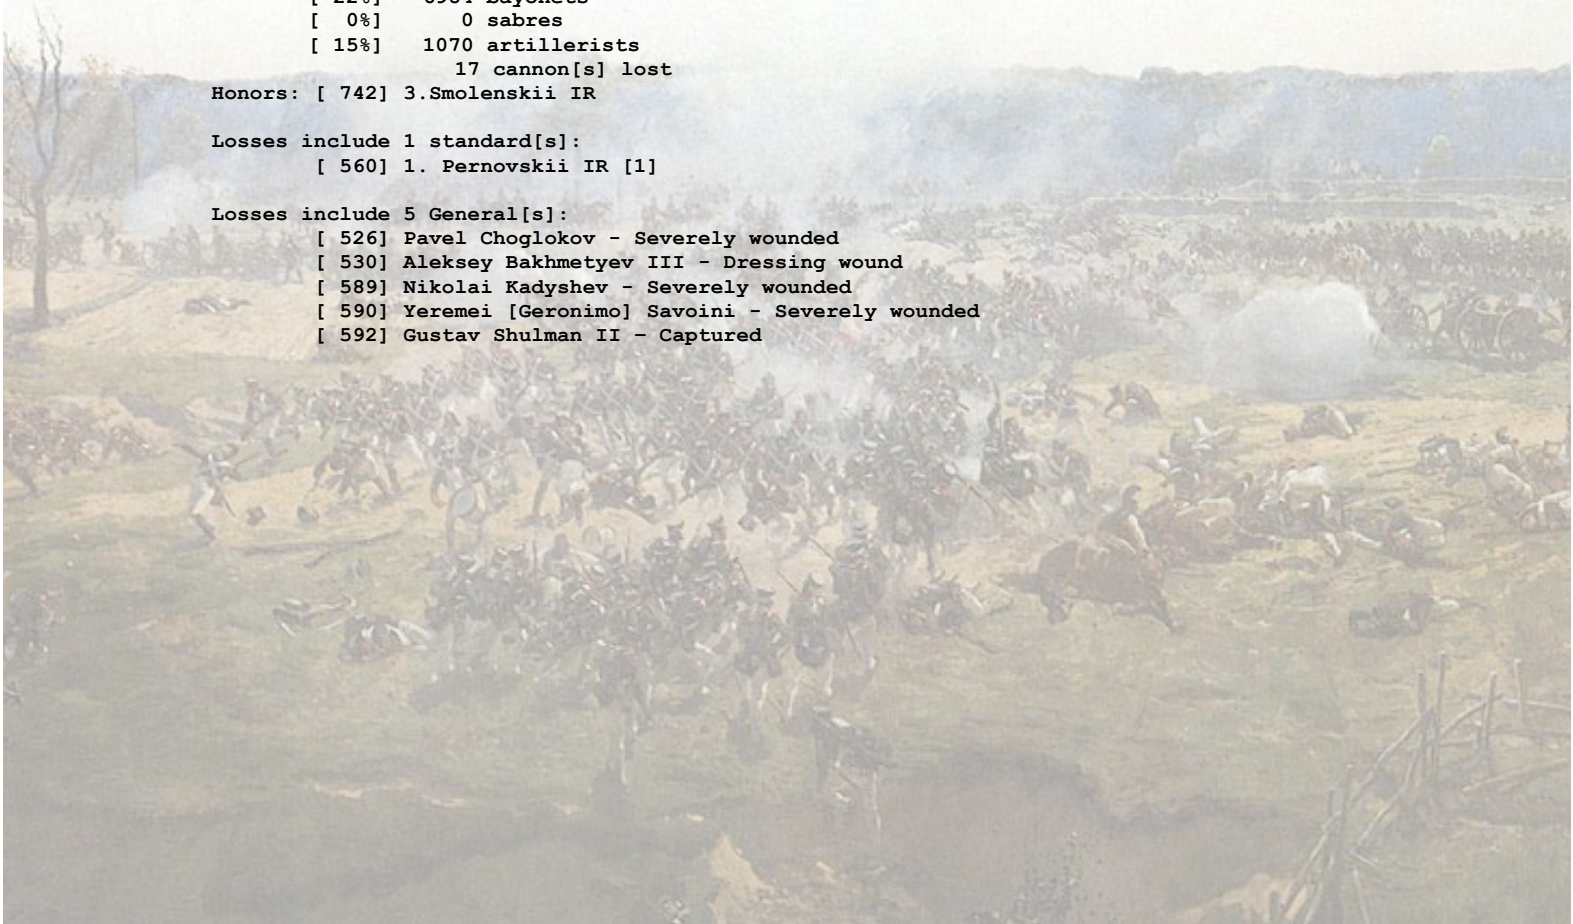 [ 0%] 0 sabres
[ 15%] 1070 artillerists
17 cannon[s] lost
Honors: [ 742] 3.Smolenskii IR
Losses include 1 standard[s]:
[ 560] 1. Pernovskii IR [1]
Losses include 5 General[s]:
[ 526] Pavel Choglokov - Severely wounded
[ 530] Aleksey Bakhmetyev III - Dressing wound
[ 589] Nikolai Kadyshev - Severely wounded
[ 590] Yeremei [Geronimo] Savoini - Severely wounded
[ 592] Gustav Shulman II – Captured